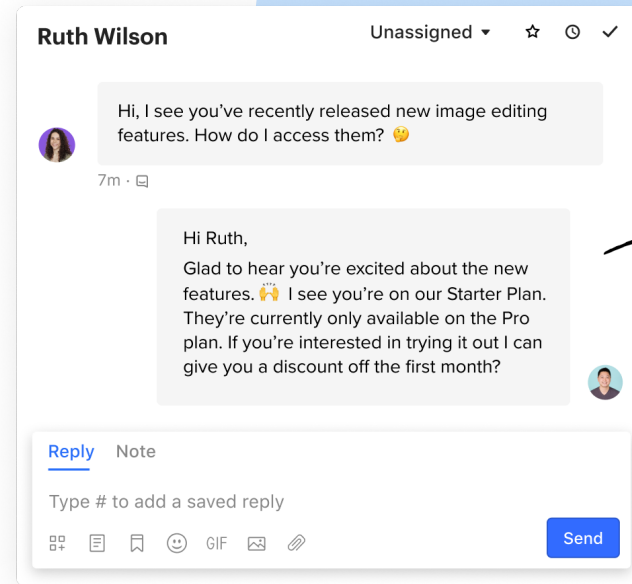 Ruth Wilson
Unassigned
Hi, I see you’ve recently released new image editing
features. How do I access them? 🤔
7m ·
Hi Ruth,
Glad to hear you’re excited about the new
features. 🙌 I see you’re on our Starter Plan.
They’re currently only available on the Pro
plan. If you’re interested in trying it out I can
give you a discount off the first month?
Reply
Note
Type # to add a saved reply
GIF
Send